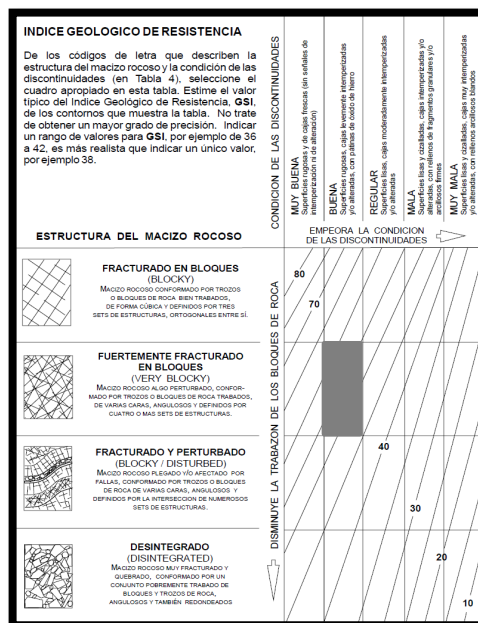 INDICE GEOLOGICO DE RESISTENCIA
De los códigos de letra que describen la
estructura del macizo rocoso y la condición de las
discontinuidades (en Tabla 4), seleccione el
cuadro apropiado en esta tabla. Estime el valor
típico del Indice Geológico de Resistencia, GSI,
de los contornos que muestra la tabla. No trate
de obtener un mayor grado de precisión. Indicar
un rango de valores para GSI, por ejemplo de 36
a 42, es más realista que indicar un único valor,
por ejemplo 38.
CONDICION DE LAS DISCONTINUIDADES
MUY BUENA
Superficies rugosas y de cajas frescas (sin señales de
intemperización ni de alteración)
BUENA
Superficies rugosas, cajas levemente intemperizadas
y/o alteradas, con pátinas de óxido de hierro
REGULAR
Superficies lisas, cajas moderadamente intemperizadas
y/o alteradas
MALA
Superficies lisas y cizalladas, cajas intemperizadas y/o
alteradas, con rellenos de fragmentos granulares y/o
arcillosos firmes
MUY MALA
Superficies lisas y cizalladas, cajas muy intemperizadas
y/o alteradas, con rellenos arcillosos blandos
ESTRUCTURA DEL MACIZO ROCOSO
EMPEORA LA CONDICION
DE LAS DISCONTINUIDADES
DISMINUYE LA TRABAZON DE LOS BLOQUES DE ROCA
FRACTURADO EN BLOQUES
(BLOCKY)
MACIZO ROCOSO CONFORMADO POR TROZOS
O BLOQUES DE ROCA BIEN TRABADOS,
DE FORMA CÚBICA Y DEFINIDOS POR TRES
SETS DE ESTRUCTURAS, ORTOGONALES ENTRE SÍ.
80
70
FUERTEMENTE FRACTURADO
EN BLOQUES
(VERY BLOCKY)
MACIZO ROCOSO ALGO PERTURBADO, CONFOR-
MADO POR TROZOS O BLOQUES DE ROCA TRABADOS,
DE VARIAS CARAS, ANGULOSOS Y DEFINIDOS POR
CUATRO O MAS SETS DE ESTRUCTURAS.
FRACTURADO Y PERTURBADO
(BLOCKY / DISTURBED)
MACIZO ROCOSO PLEGADO Y/O AFECTADO POR
FALLAS, CONFORMADO POR TROZOS O BLOQUES
DE ROCA DE VARIAS CARAS, ANGULOSOS Y
DEFINIDOS POR LA INTERSECCION DE NUMEROSOS
SETS DE ESTRUCTURAS.
40
30
DESINTEGRADO
(DISINTEGRATED)
MACIZO ROCOSO MUY FRACTURADO Y
QUEBRADO, CONFORMADO POR UN
CONJUNTO POBREMENTE TRABADO DE
BLOQUES Y TROZOS DE ROCA,
ANGULOSOS Y TAMBIÉN REDONDEADOS
20
10